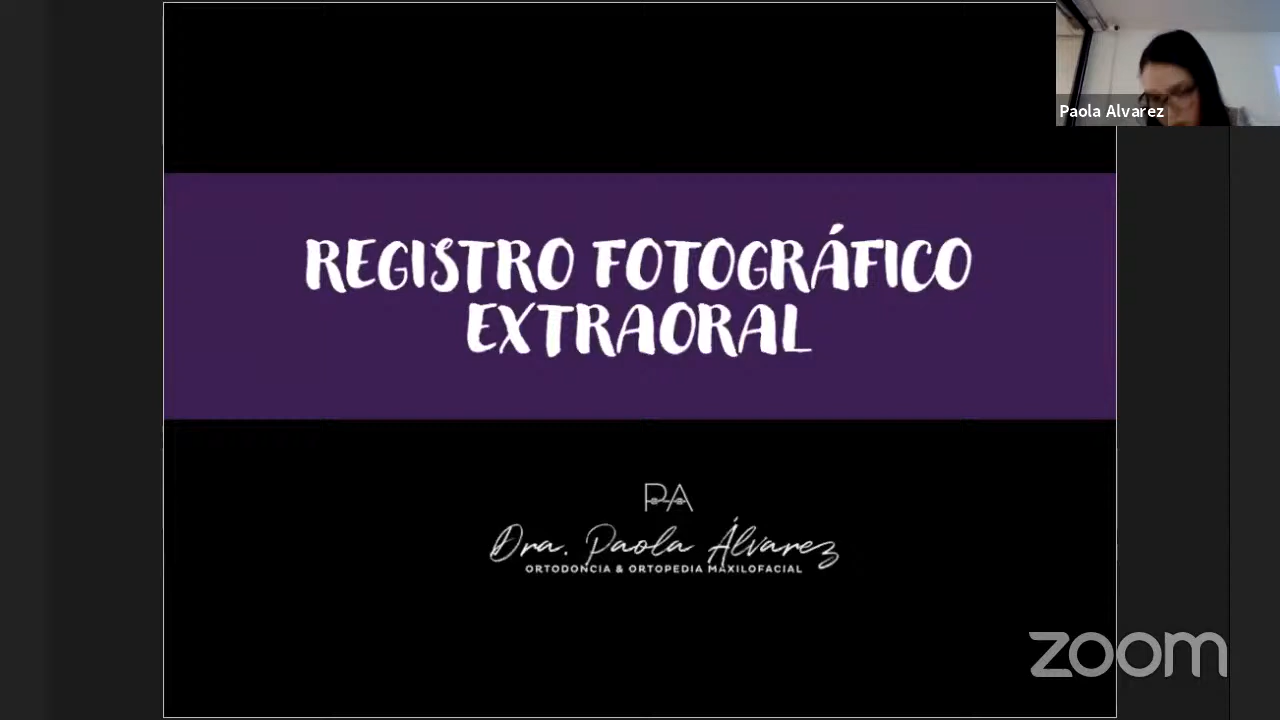 Paola Alvarez
REGISTRO FOTOGRÁFICO
EXTRAORAL
PA
Dra. Paola Álvarez
ORTODONCIA & ORTOPEDIA MAXILOFACIAL
zoom